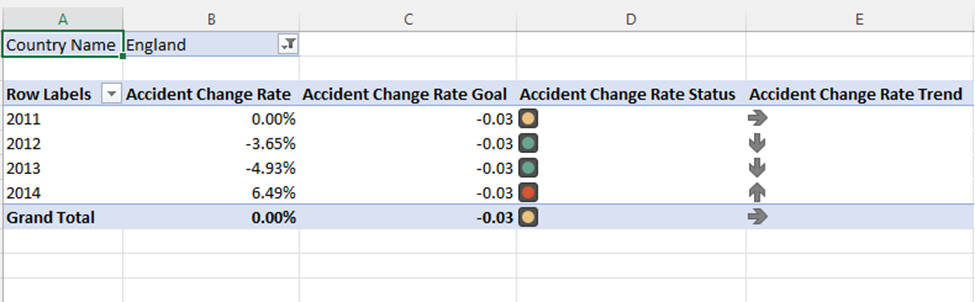 A B C D E
Country Name England
Row Labels Accident Change Rate Accident Change Rate Goal Accident Change Rate Status Accident Change Rate Trend
2011 0.00% -0.03
2012 -3.65% -0.03
2013 -4.93% -0.03
2014 6.49% -0.03
Grand Total 0.00% -0.03